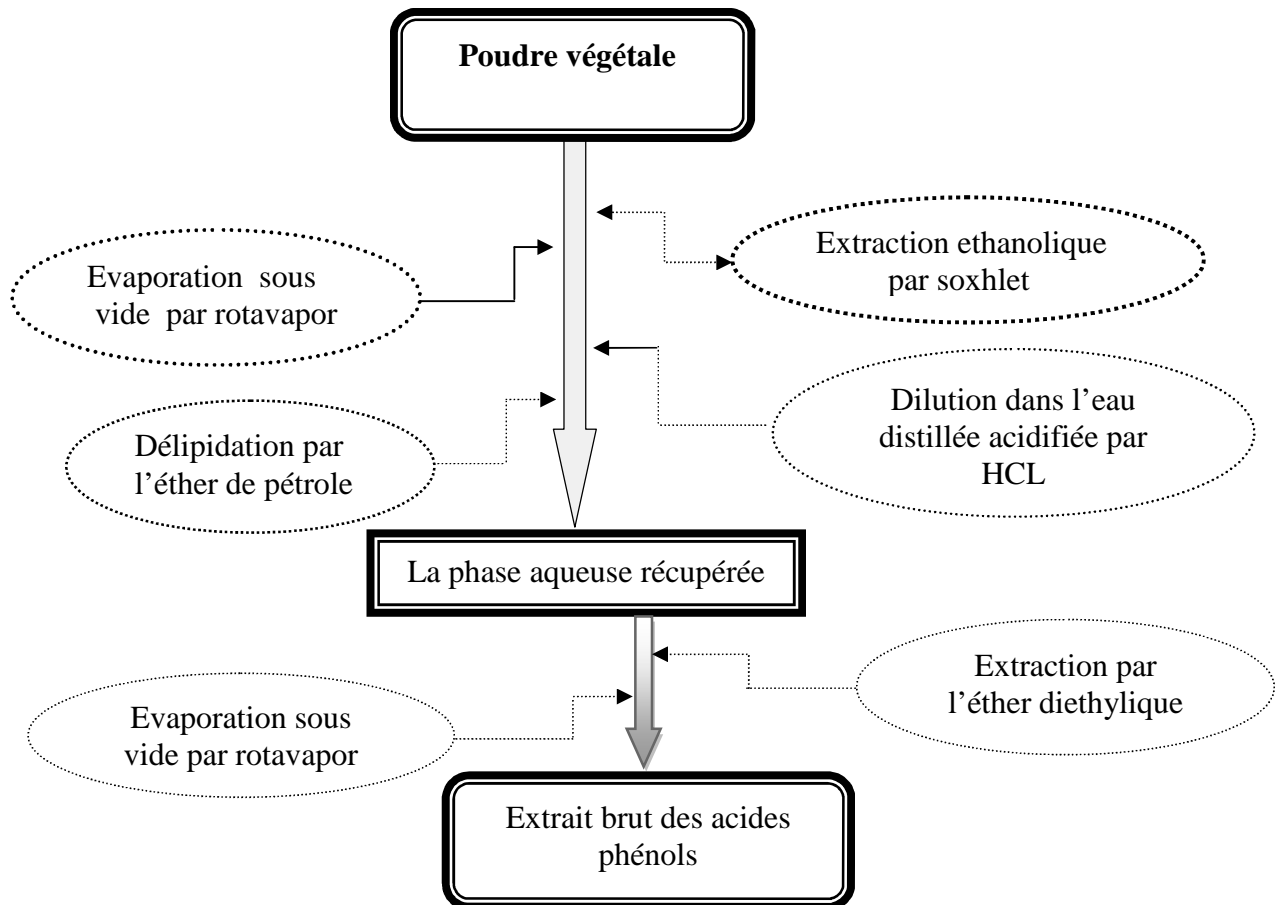 Poudre végétale
Extraction ethanolique
par soxhlet
Evaporation sous
vide par rotavapor
Dilution dans l’eau
distillée acidifiée par
HCL
Délipidation par
l’éther de pétrole
La phase aqueuse récupérée
Extraction par
l’éther diethylique
Evaporation sous
vide par rotavapor
Extrait brut des acides
phénols